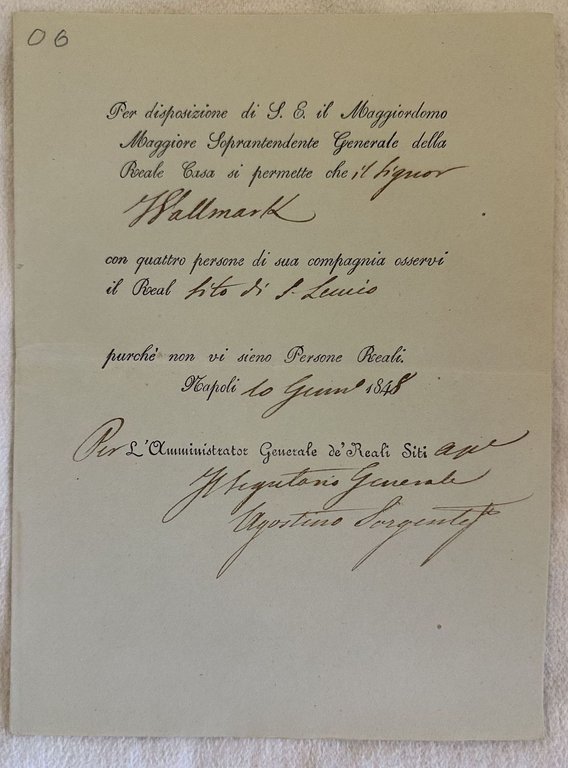 06
Per disposizione di S. E. il Maggiordomo
Maggiore Soprantendente Generale della
Reale Casa si permette che il Signor
Wallmark
con quattro persone di sua compagnia osservi
il Real Sito di S. Leucio
purchè non vi sieno Persone Reali.
Napoli 10 1848
Per L'Amministrator Generale de' Reali Siti
Il Segretario Generale
Agostino Sorgente